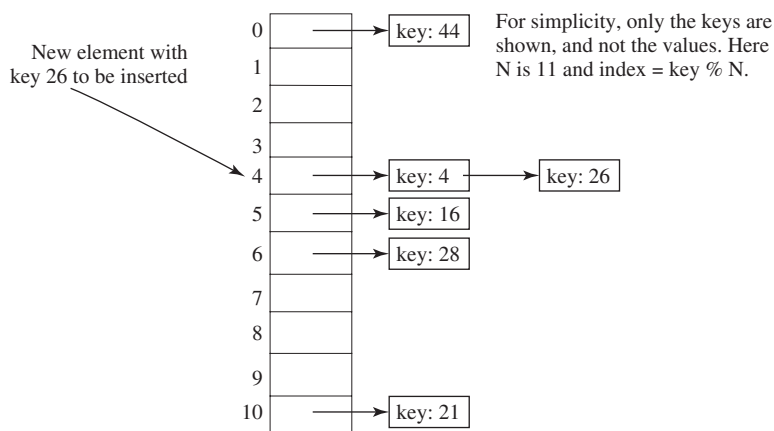 New element with
key 26 to be inserted
For simplicity, only the keys are
shown, and not the values. Here
N is 11 and index = key % N.
0 key: 44
1
2
3
4 key: 4 key: 26
5 key: 16
6 key: 28
7
8
9
10 key: 21